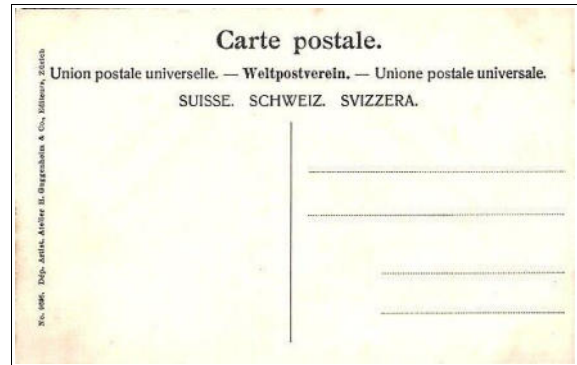 Carte postale.
Union postale universelle. — Weltpostverein. — Unione postale universale.
SUISSE. SCHWEIZ. SVIZZERA.
Dép. Artist. Atelier H. Guggenheim & Co., Editeurs, Zürich